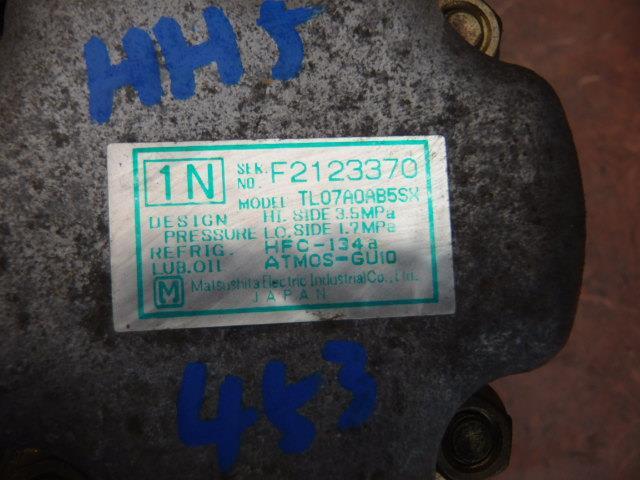 HH5
1N
SER. NO. F2123370
MODEL TL07A0AB5SX
DESIGN HI. SIDE 3.5MPa
PRESSURE LO. SIDE 1.7MPa
REFRIG. HFC-134a
LUB.OIl ATMOS-GU10
M Matsushita Electric Industrial Co., Ltd.
JAPAN
453